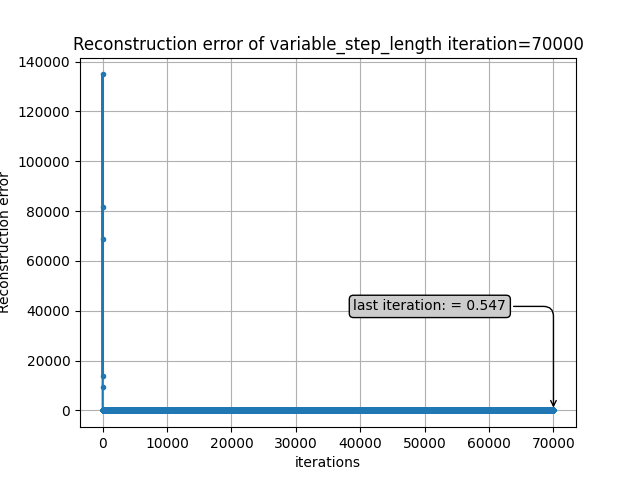 Reconstruction error of variable_step_length iteration=70000
140000
120000
100000
80000
60000
40000
20000
0
Reconstruction error
last iteration: = 0.547
0 10000 20000 30000 40000 50000 60000 70000
iterations